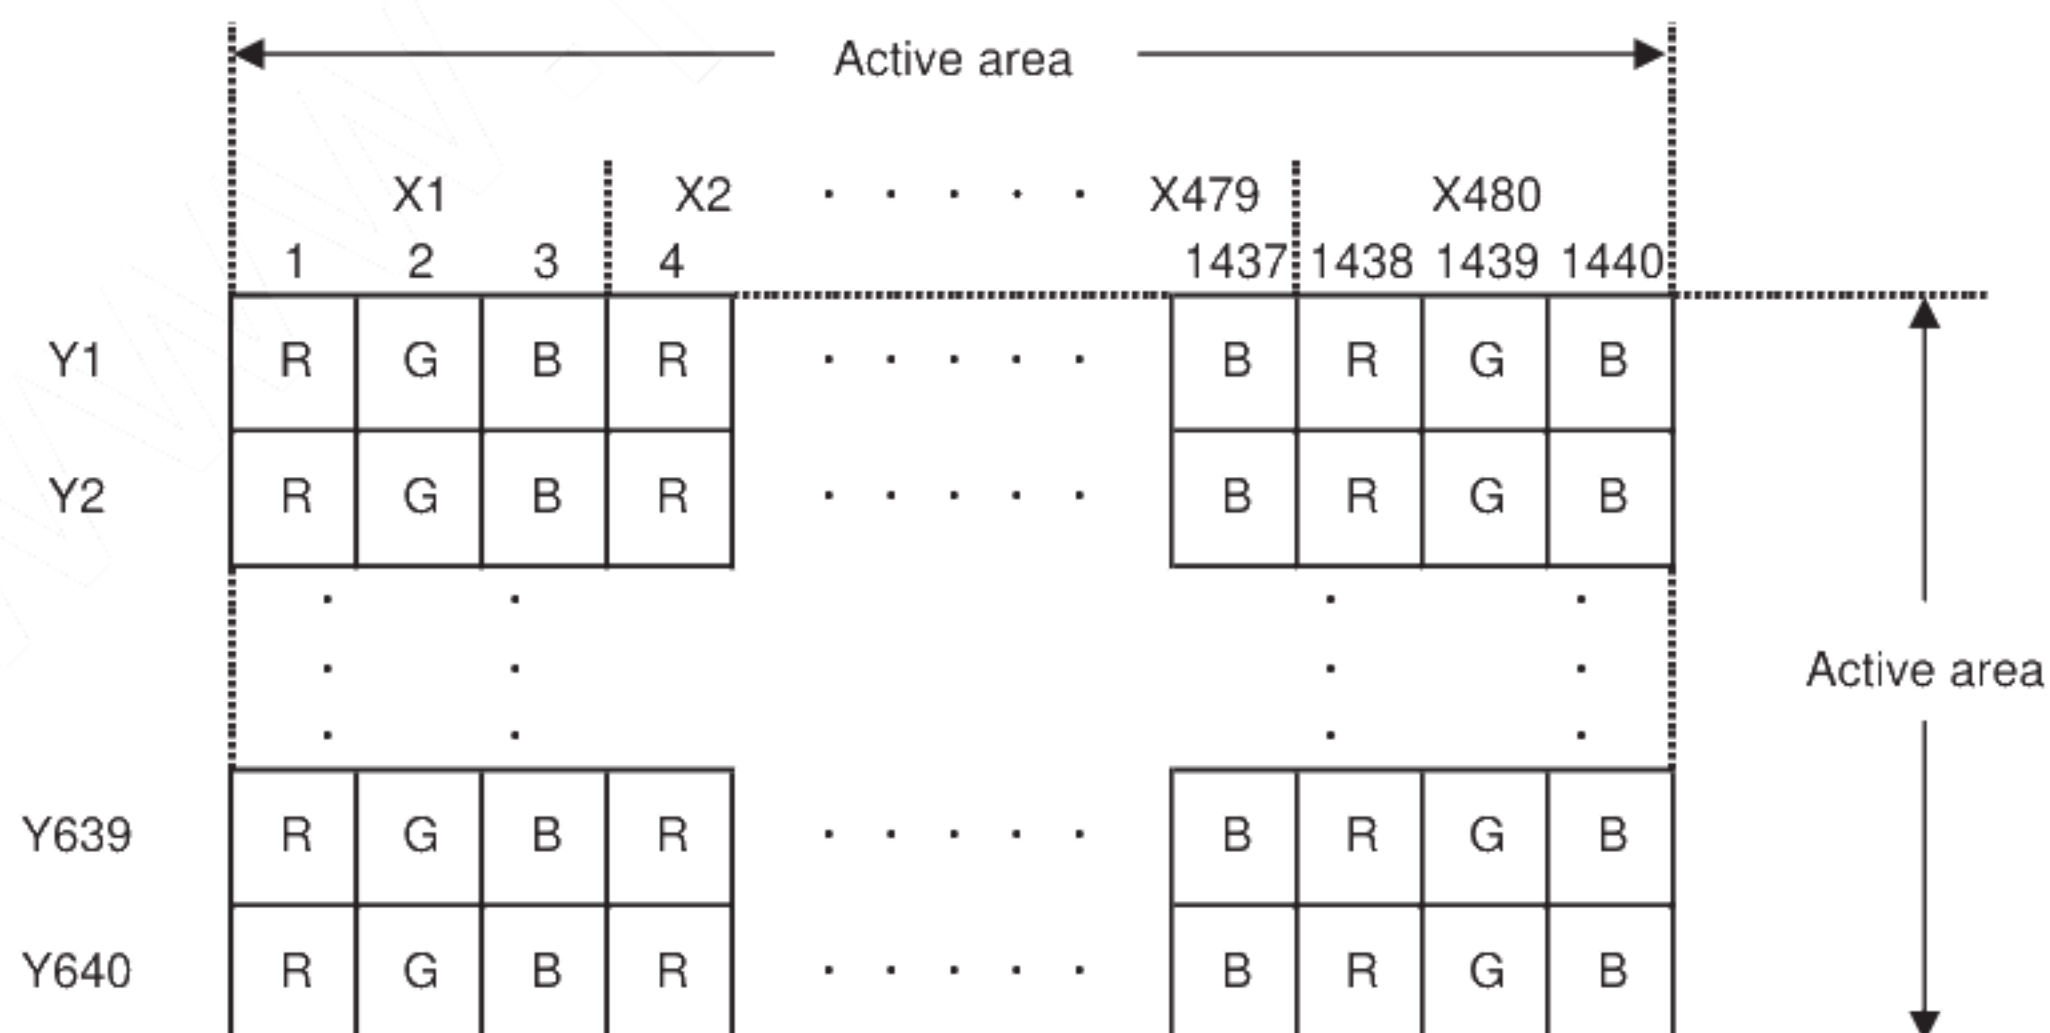 Active area
X1 X2 · · · · · X479 X480
1 2 3 4 1437 1438 1439 1440
Y1 R G B R · · · · · B R G B
Y2 R G B R · · · · · B R G B
Active area
Y639 R G B R · · · · · B R G B
Y640 R G B R · · · · · B R G B